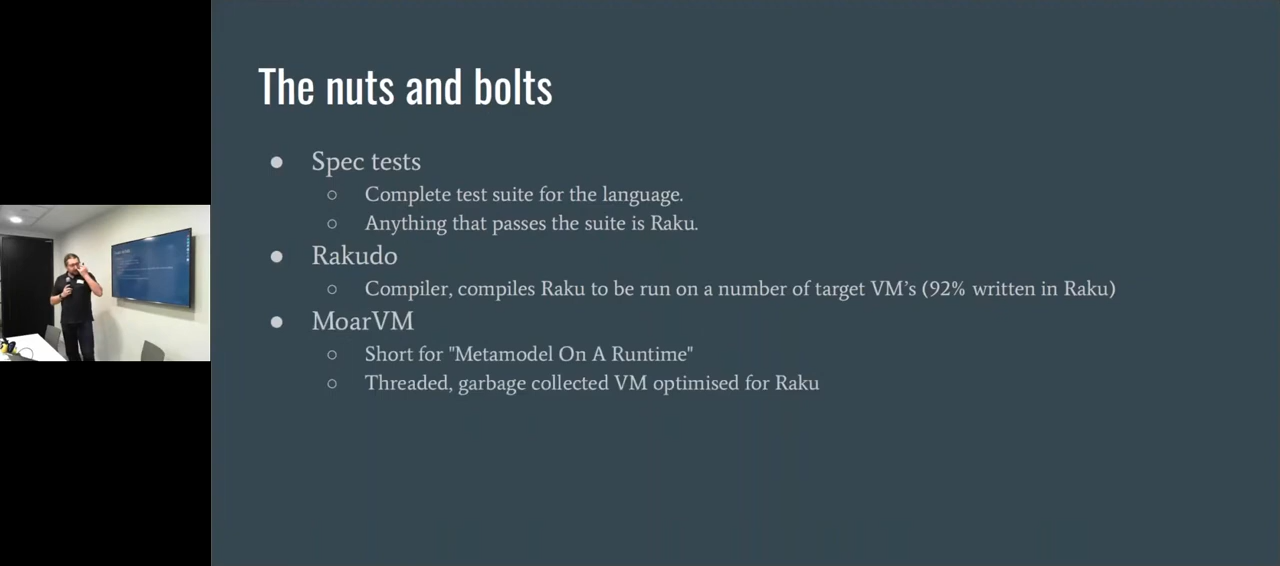 The nuts and bolts
● Spec tests
○ Complete test suite for the language.
○ Anything that passes the suite is Raku.
● Rakudo
○ Compiler, compiles Raku to be run on a number of target VM’s (92% written in Raku)
● MoarVM
○ Short for "Metamodel On A Runtime"
○ Threaded, garbage collected VM optimised for Raku